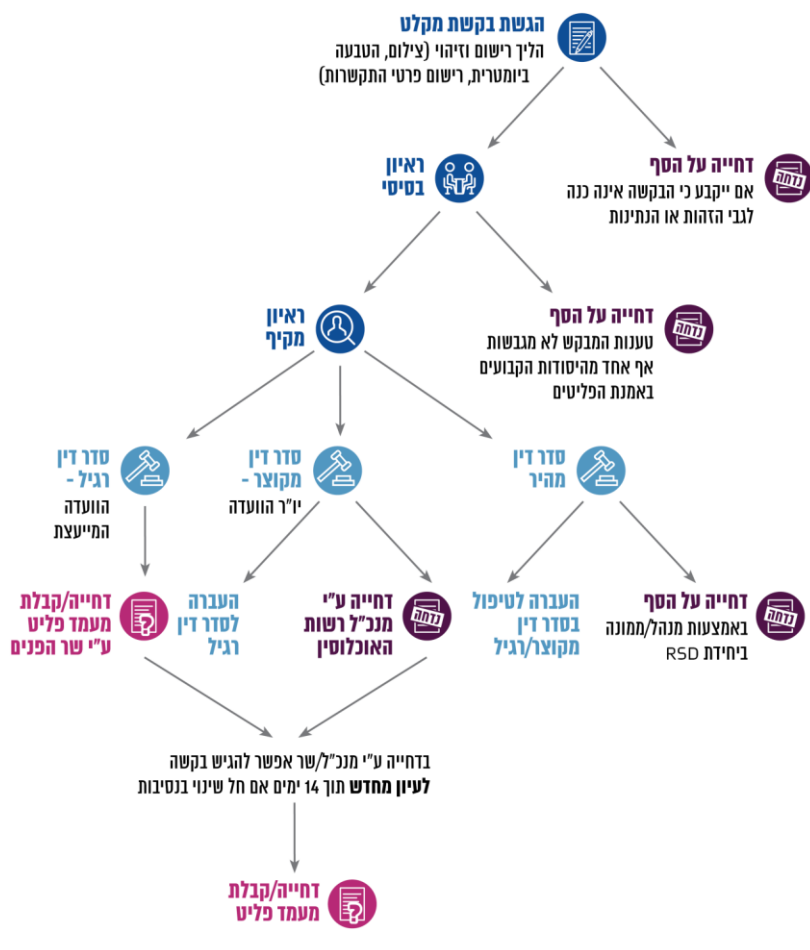 הגשת בקשת מקלט
הליך רישום וזיהוי (צילום, הטבעה
ביומטרית, רישום פרטי התקשרות)
דחייה על הסף
אם ייקבע כי הבקשה אינה כנה
לגבי הזהות או הנתינות
נדחה
ראיון
בסיסי
דחייה על הסף
טענות המבקש לא מגבשות
אף אחד מהיסודות הקבועים
באמנת הפליטים
נדחה
ראיון
מקיף
סדר דין
מהיר
סדר דין
מקוצר -
יו"ר הוועדה
סדר דין
רגיל -
הוועדה
המייעצת
דחייה על הסף
באמצעות מנהל/ממונה
ביחידת RSD
נדחה
העברה לטיפול
בסדר דין
מקוצר/רגיל
דחייה ע"י
מנכ"ל רשות
האוכלוסין
נדחה
העברה
לסדר דין
רגיל
דחייה/קבלת
מעמד פליט
ע"י שר הפנים
בדחייה ע"י מנכ"ל/שר אפשר להגיש בקשה
לעיון מחדש תוך 14 ימים אם חל שינוי בנסיבות
דחייה/קבלת
מעמד פליט